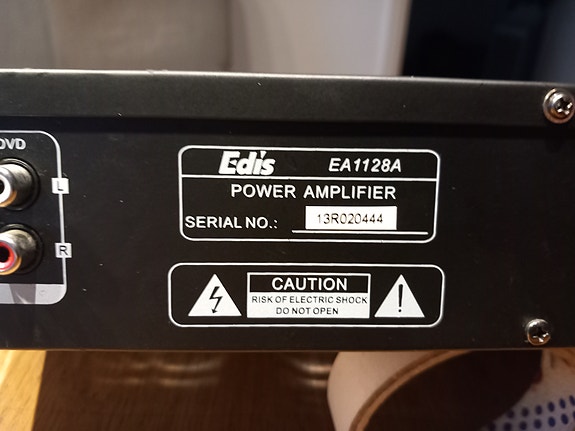 DVD
L
R
Edis EA1128A
POWER AMPLIFIER
SERIAL NO.: 13R020444
CAUTION
RISK OF ELECTRIC SHOCK
DO NOT OPEN